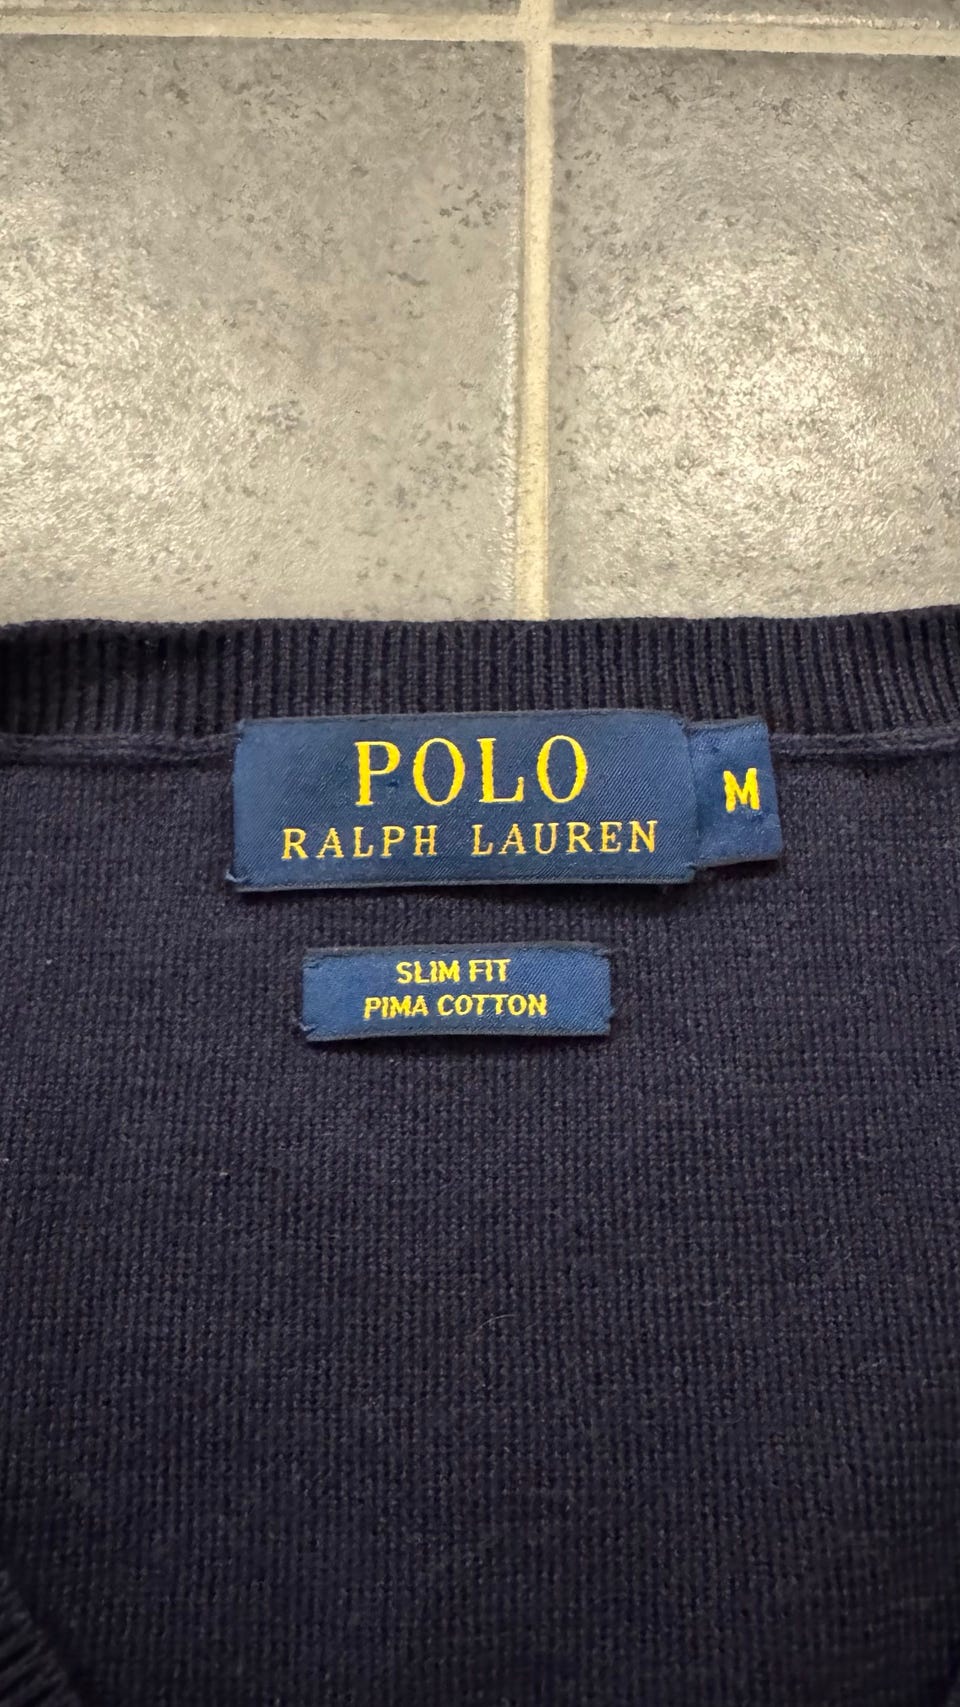 POLO
RALPH LAUREN
M
SLIM FIT
PIMA COTTON